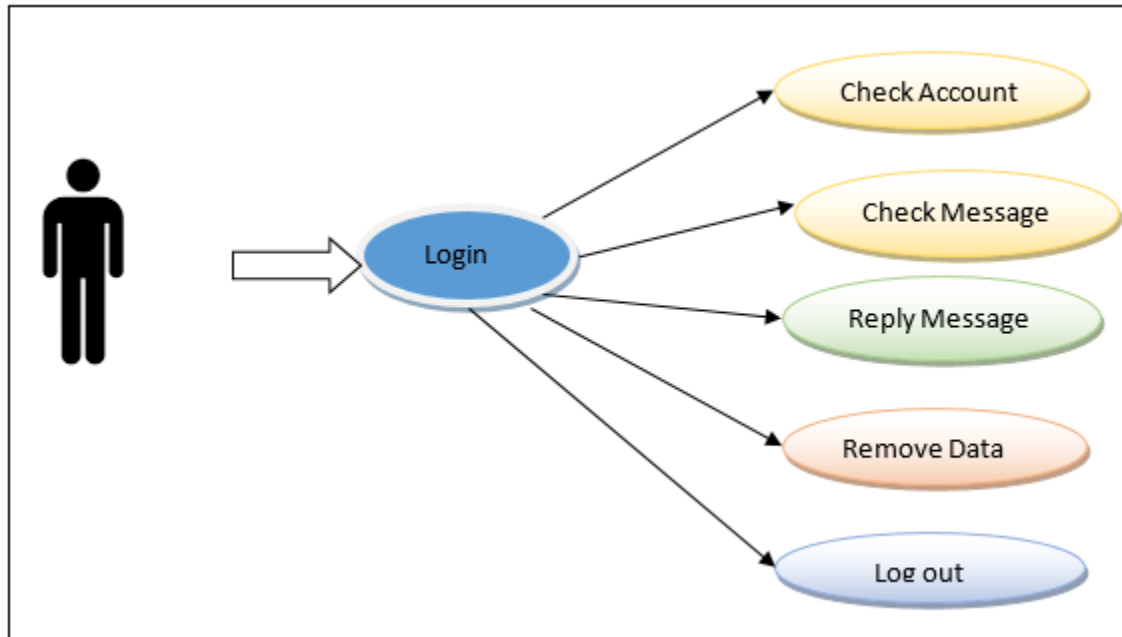 Check Account
Check Message
Login
Reply Message
Remove Data
Log out